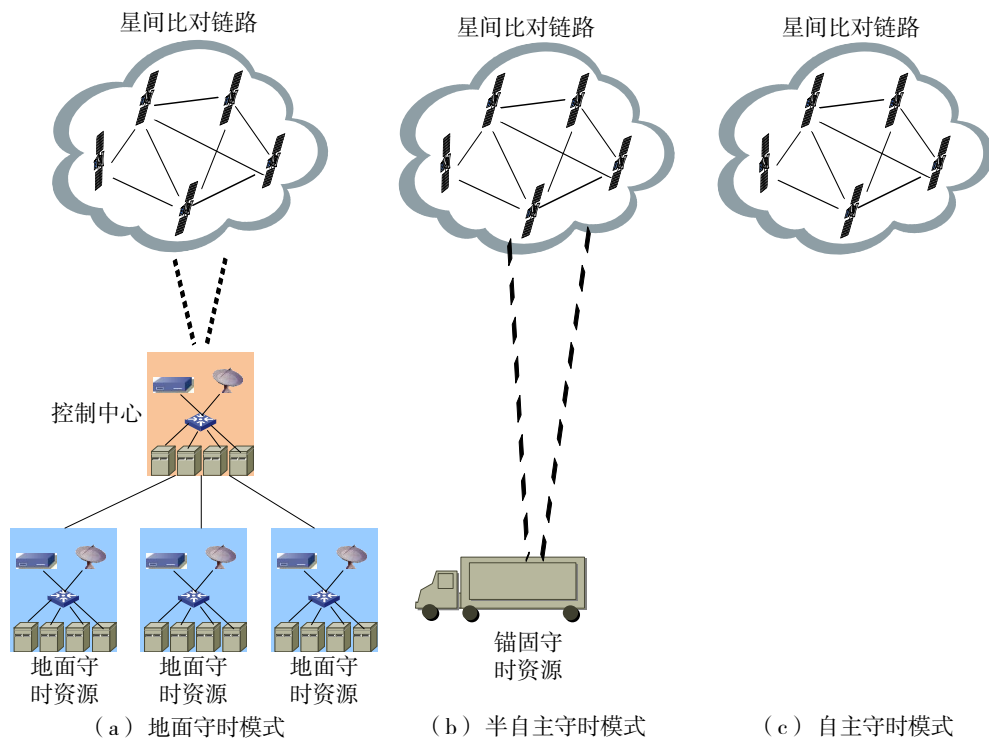 星间比对链路
星间比对链路
星间比对链路
控制中心
地面守
时资源
地面守
时资源
地面守
时资源
锚固守
时资源
（a）地面守时模式
（b）半自主守时模式
（c）自主守时模式